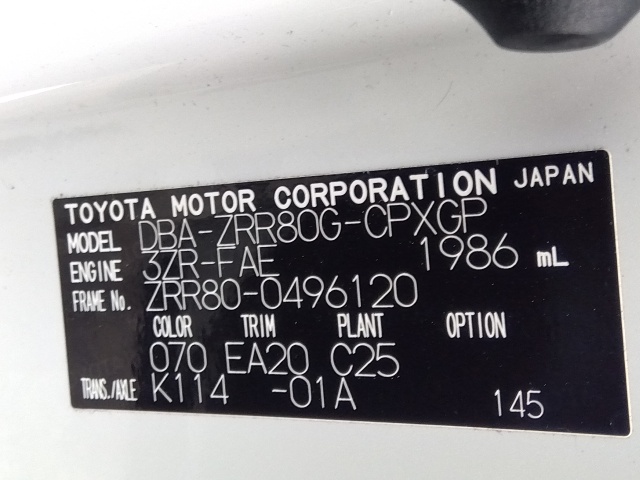 TOYOTA MOTOR CORPORATION JAPAN
MODEL DBA-ZRR80G-CPXGP
ENGINE 3ZR-FAE 1986 mL
FRAME No. ZRR80-0496120
COLOR TRIM PLANT OPTION
070 EA20 C25
TRANS./AXLE K114 -01A 145